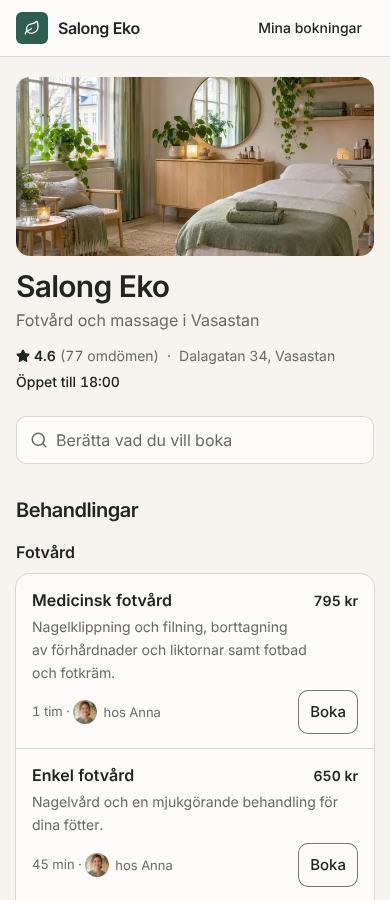 Salong Eko
Mina bokningar
Salong Eko
Fotvård och massage i Vasastan
4.6 (77 omdömen) · Dalagatan 34, Vasastan
Öppet till 18:00
Berätta vad du vill boka
Behandlingar
Fotvård
Medicinsk fotvård
795 kr
Nagelklippning och filning, borttagning
av förhårdnader och liktornar samt fotbad
och fotkräm.
1 tim · hos Anna
Boka
Enkel fotvård
650 kr
Nagelvård och en mjukgörande behandling för
dina fötter.
45 min · hos Anna
Boka